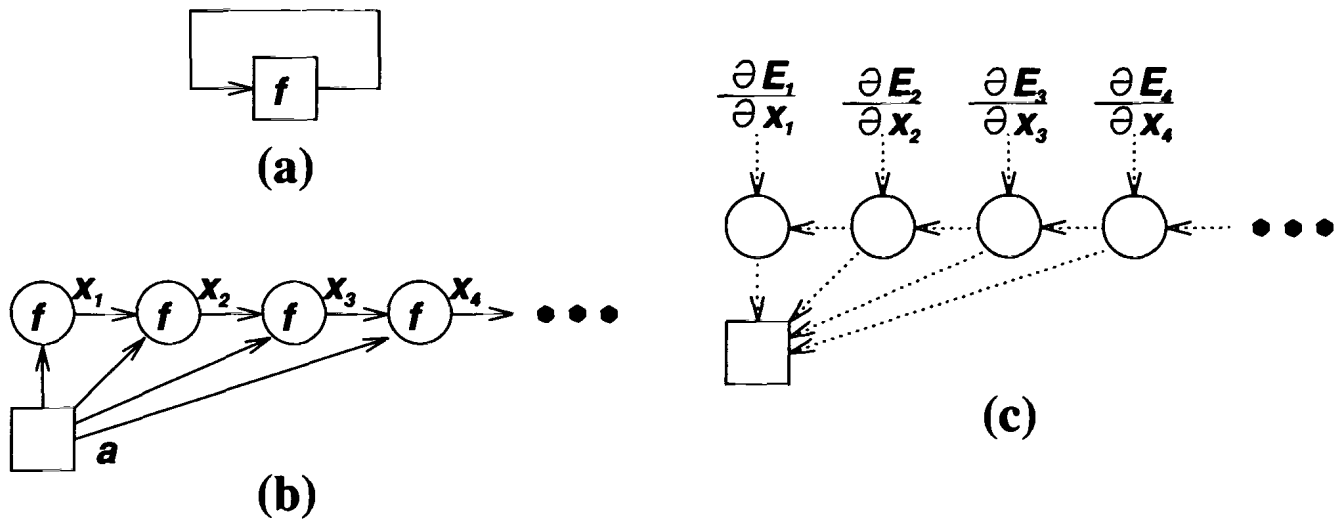 f
(a)
x₁ x₂ x₃ x₄
f f f f
a
(b)
∂E₁ ∂E₂ ∂E₃ ∂E₄
∂x₁ ∂x₂ ∂x₃ ∂x₄
(c)